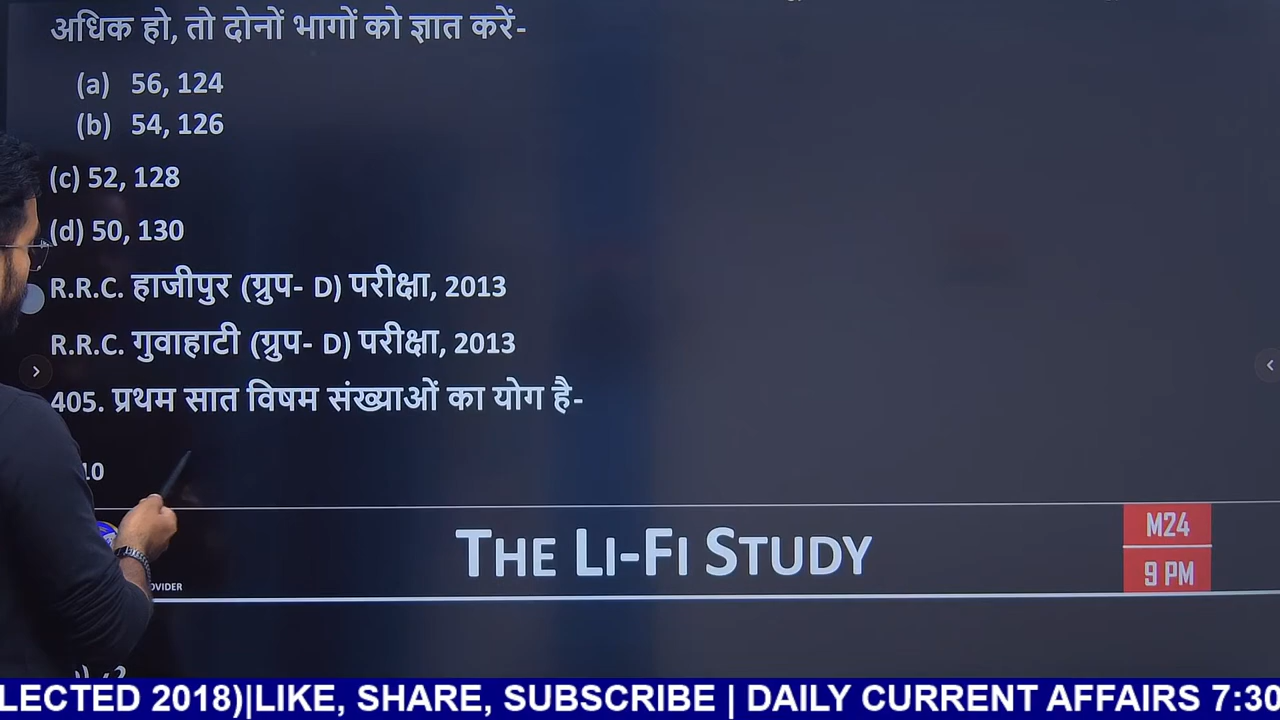 अधिक हो, तो दोनों भागों को ज्ञात करें-
(a) 56, 124
(b) 54, 126
(c) 52, 128
(d) 50, 130
R.R.C. हाजीपुर (ग्रुप- D) परीक्षा, 2013
R.R.C. गुवाहाटी (ग्रुप- D) परीक्षा, 2013
405. प्रथम सात विषम संख्याओं का योग है-
10
THE LI-FI STUDY
M24
9 PM
LECTED 2018)|LIKE, SHARE, SUBSCRIBE | DAILY CURRENT AFFAIRS 7:30